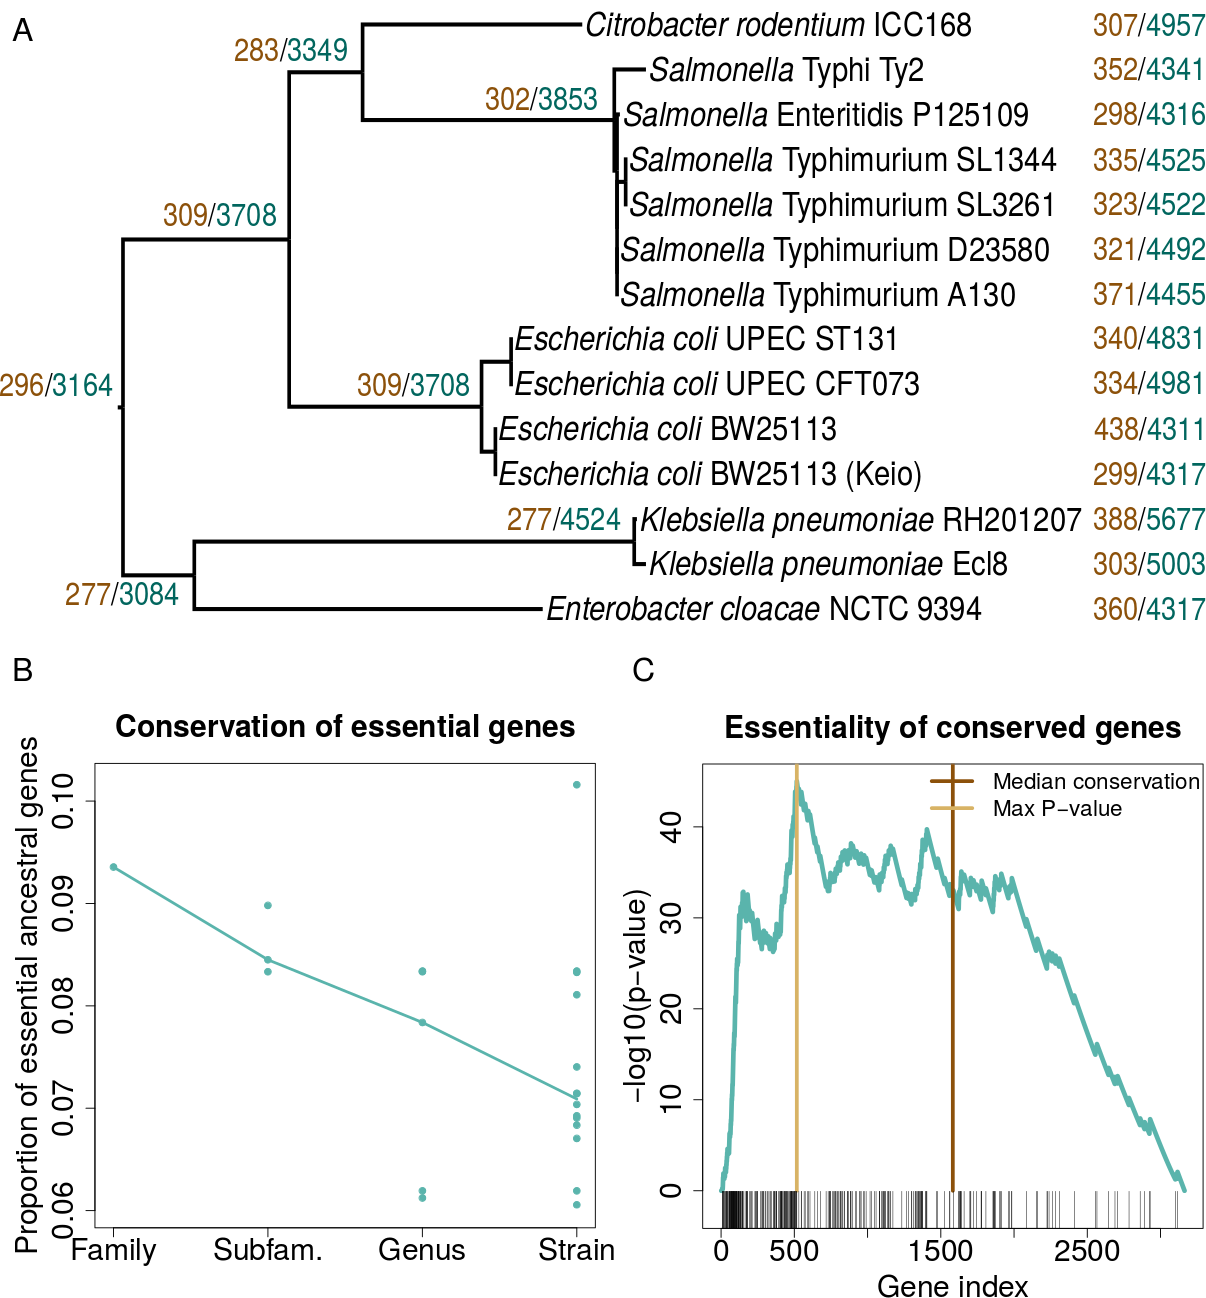 A
Citrobacter rodentium ICC168 307/4957
283/3349
Salmonella Typhi Ty2 352/4341
302/3853
Salmonella Enteritidis P125109 298/4316
Salmonella Typhimurium SL1344 335/4525
Salmonella Typhimurium SL3261 323/4522
309/3708
Salmonella Typhimurium D23580 321/4492
Salmonella Typhimurium A130 371/4455
Escherichia coli UPEC ST131 340/4831
296/3164
309/3708
Escherichia coli UPEC CFT073 334/4981
Escherichia coli BW25113 438/4311
Escherichia coli BW25113 (Keio) 299/4317
277/4524
Klebsiella pneumoniae RH201207 388/5677
Klebsiella pneumoniae Ecl8 303/5003
277/3084
Enterobacter cloacae NCTC 9394 360/4317
B
Conservation of essential genes
Proportion of essential ancestral genes
0.10
0.09
0.08
0.07
0.06
Family Subfam. Genus Strain
C
Essentiality of conserved genes
Median conservation
Max P−value
−log10(p−value)
40
30
20
10
0
0 500 1500 2500
Gene index